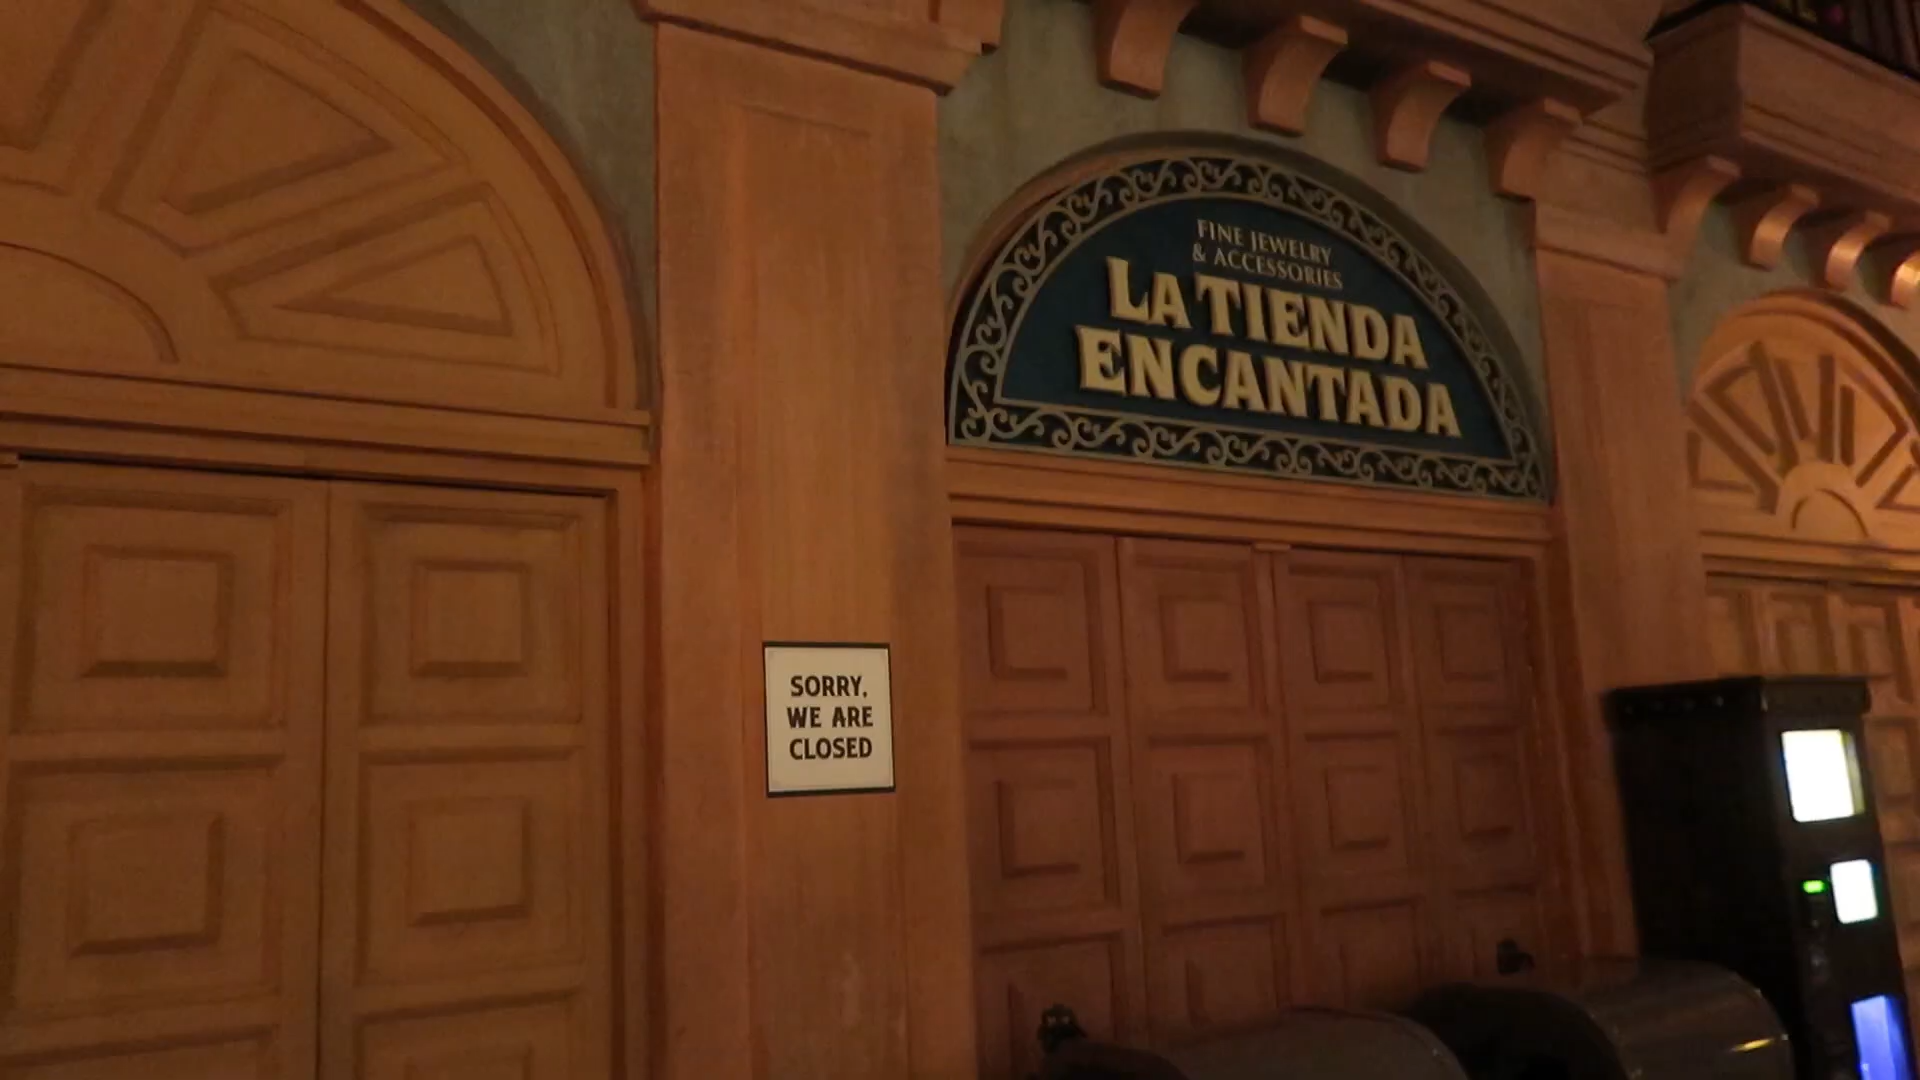 FINE JEWELRY
& ACCESSORIES
LA TIENDA
ENCANTADA
SORRY,
WE ARE
CLOSED